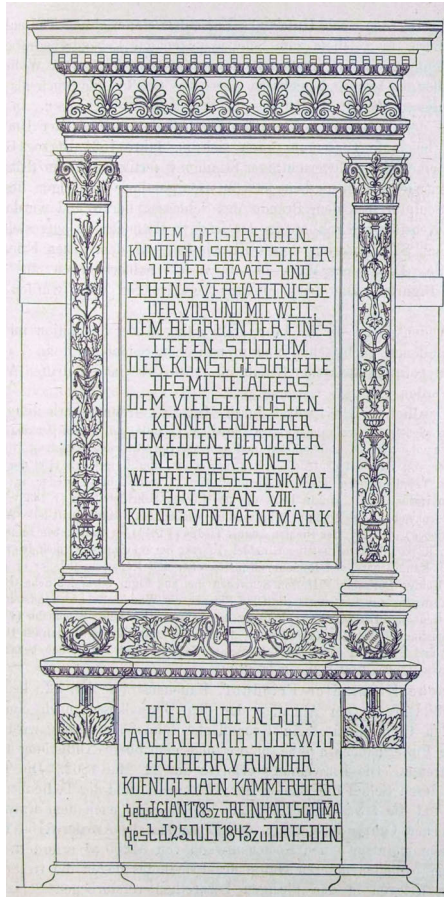 DEM GEISTREICHEN
KUNDIGEN SCHRIFTSTELLER
UEBER STAATS UND
LEBENS VERHAELTNISSE
DER VOR UND MIT WELT.
DEM BEGRUENDER EINES
TIEFEN STUDIUM
DER KUNSTGESHIHTE
DES MITTELALTERS
DEM VIELSEITIGSTEN
KENNER ERUEHERER
DEM EDLEN FOERDERER
NEUERER KUNST
WEIHETE DIESES DENKMAL
CHRISTIAN VIII.
KOENIG VON DAENEMARK.
HIER RUHT IN GOTT
CARL FRIEDRICH LUDEWIG
FREIHERR V RUMOHR
KOENIGL. DAEN. KAMMERHERR
geb. d. 6 JAN 1785 zu REINHARTSGRIMA
gest. d. 25 JULI 1843 zu DRESDEN